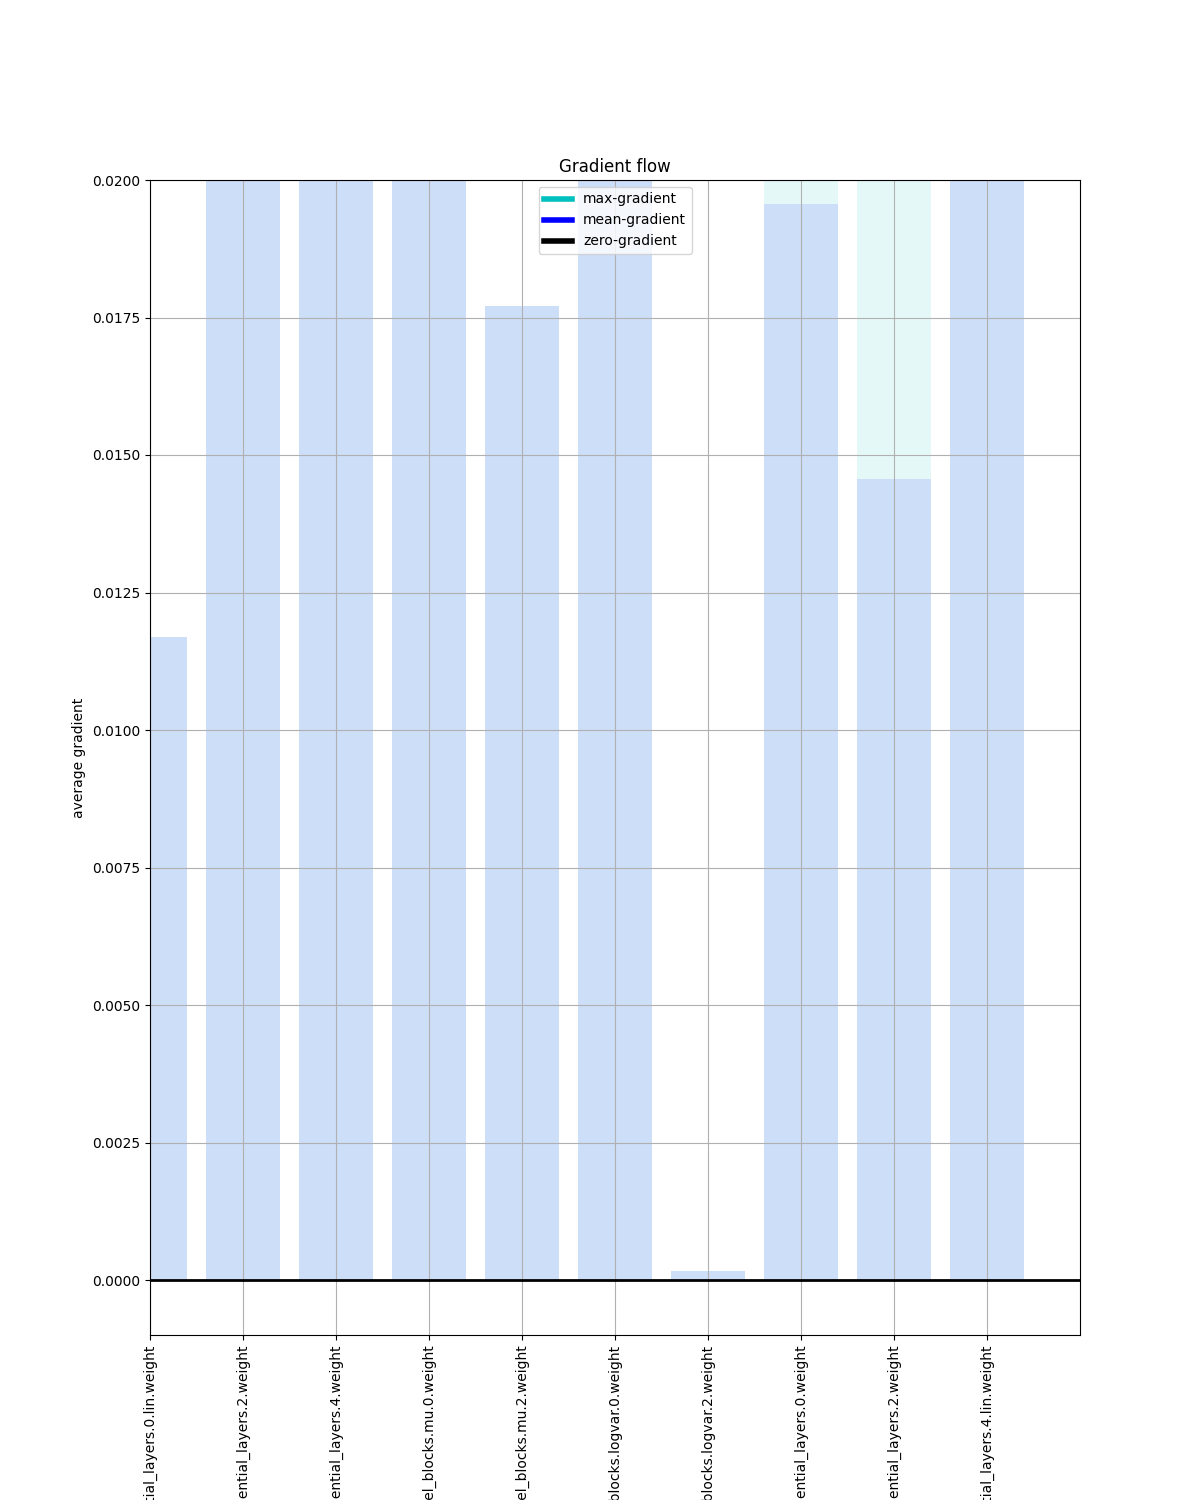 Gradient flow
max-gradient
mean-gradient
zero-gradient
0.0200
0.0175
0.0150
0.0125
0.0100
0.0075
0.0050
0.0025
0.0000
average gradient
tial_layers.0.lin.weight
ential_layers.2.weight
ential_layers.4.weight
el_blocks.mu.0.weight
el_blocks.mu.2.weight
blocks.logvar.0.weight
blocks.logvar.2.weight
ential_layers.0.weight
ential_layers.2.weight
tial_layers.4.lin.weight